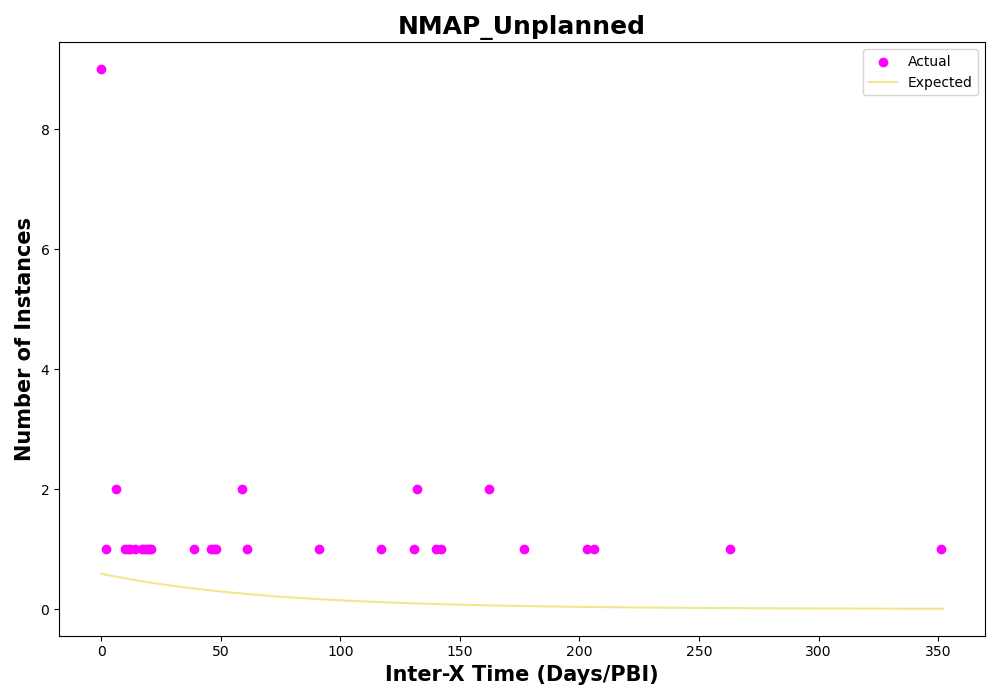 NMAP_Unplanned
Actual
Expected
Number of Instances
8
6
4
2
0
0 50 100 150 200 250 300 350
Inter-X Time (Days/PBI)